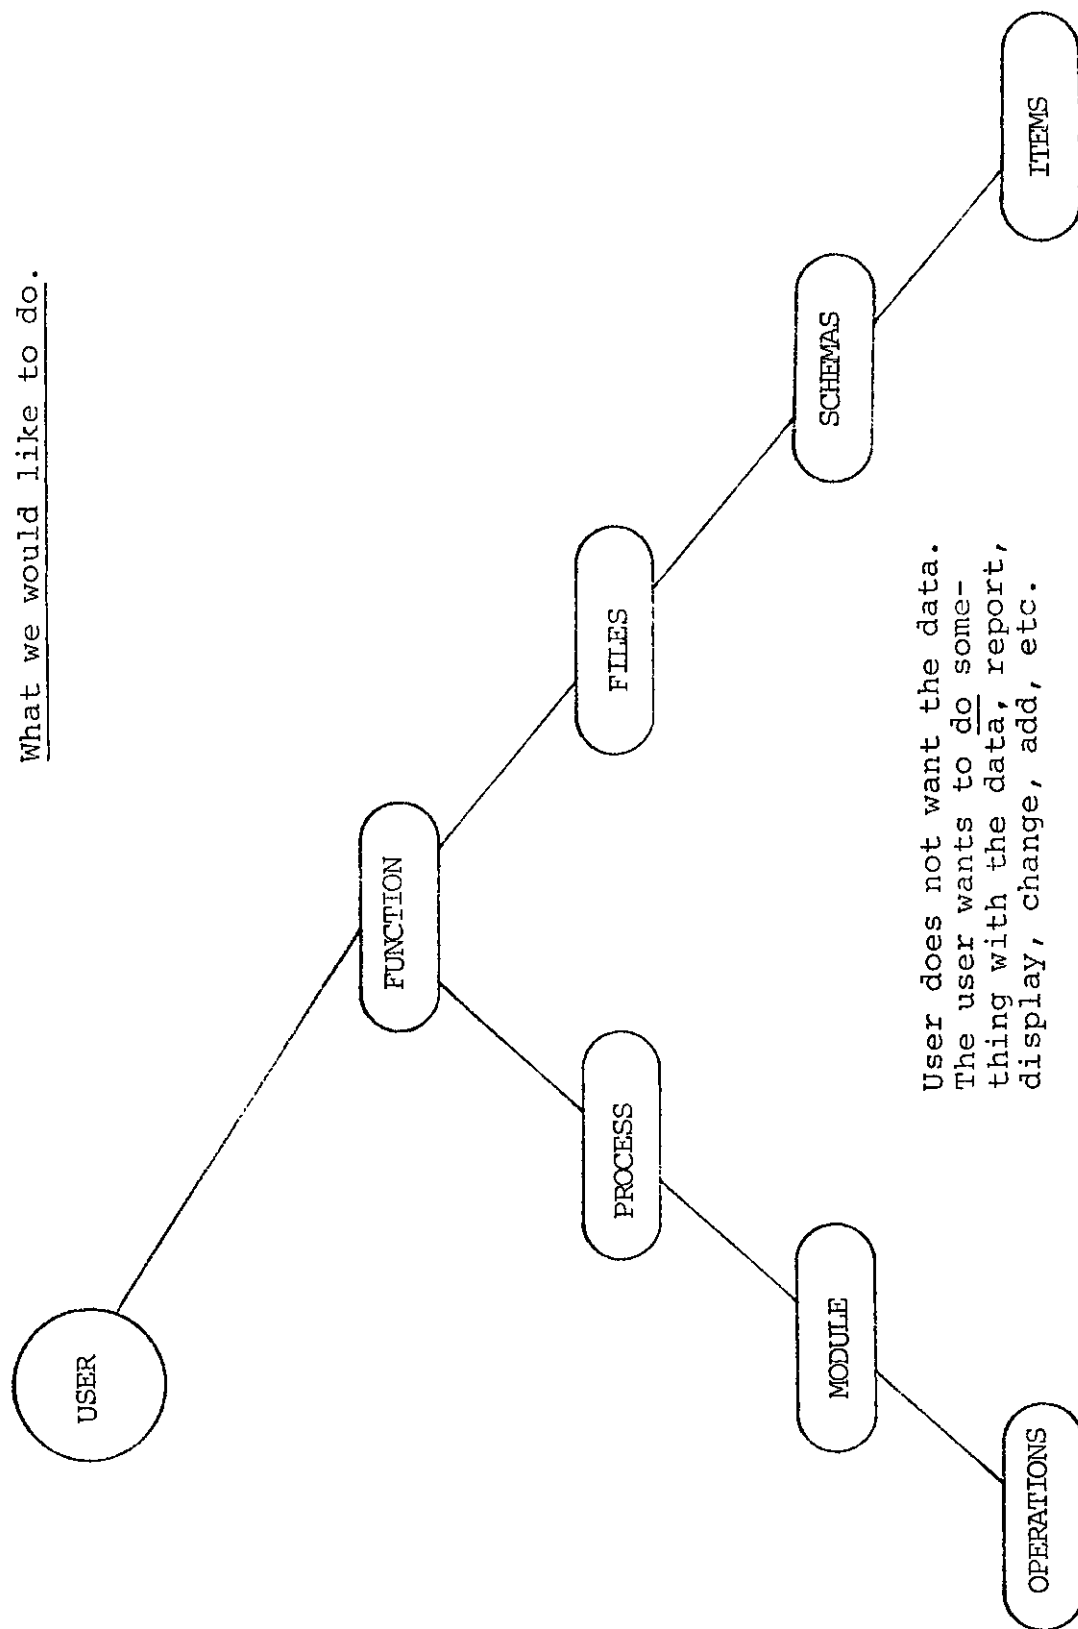 What we would like to do.
USER
FUNCTION
PROCESS
FILES
MODULE
SCHEMAS
OPERATIONS
ITEMS
User does not want the data.
The user wants to do some-
thing with the data, report,
display, change, add, etc.